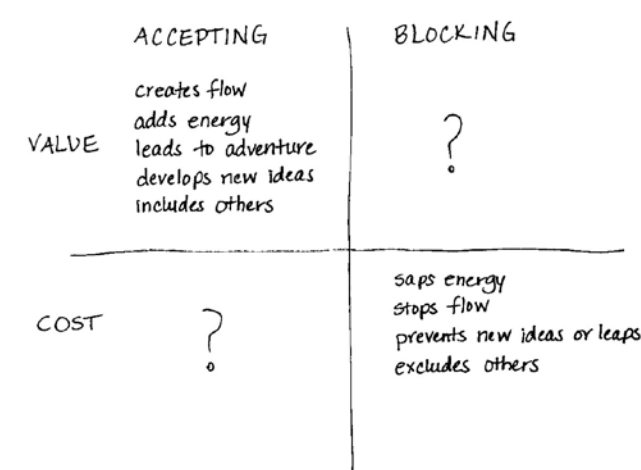 ACCEPTING
BLOCKING
VALUE
creates flow
adds energy
leads to adventure
develops new ideas
includes others
?
COST
?
saps energy
stops flow
prevents new ideas or leaps
excludes others